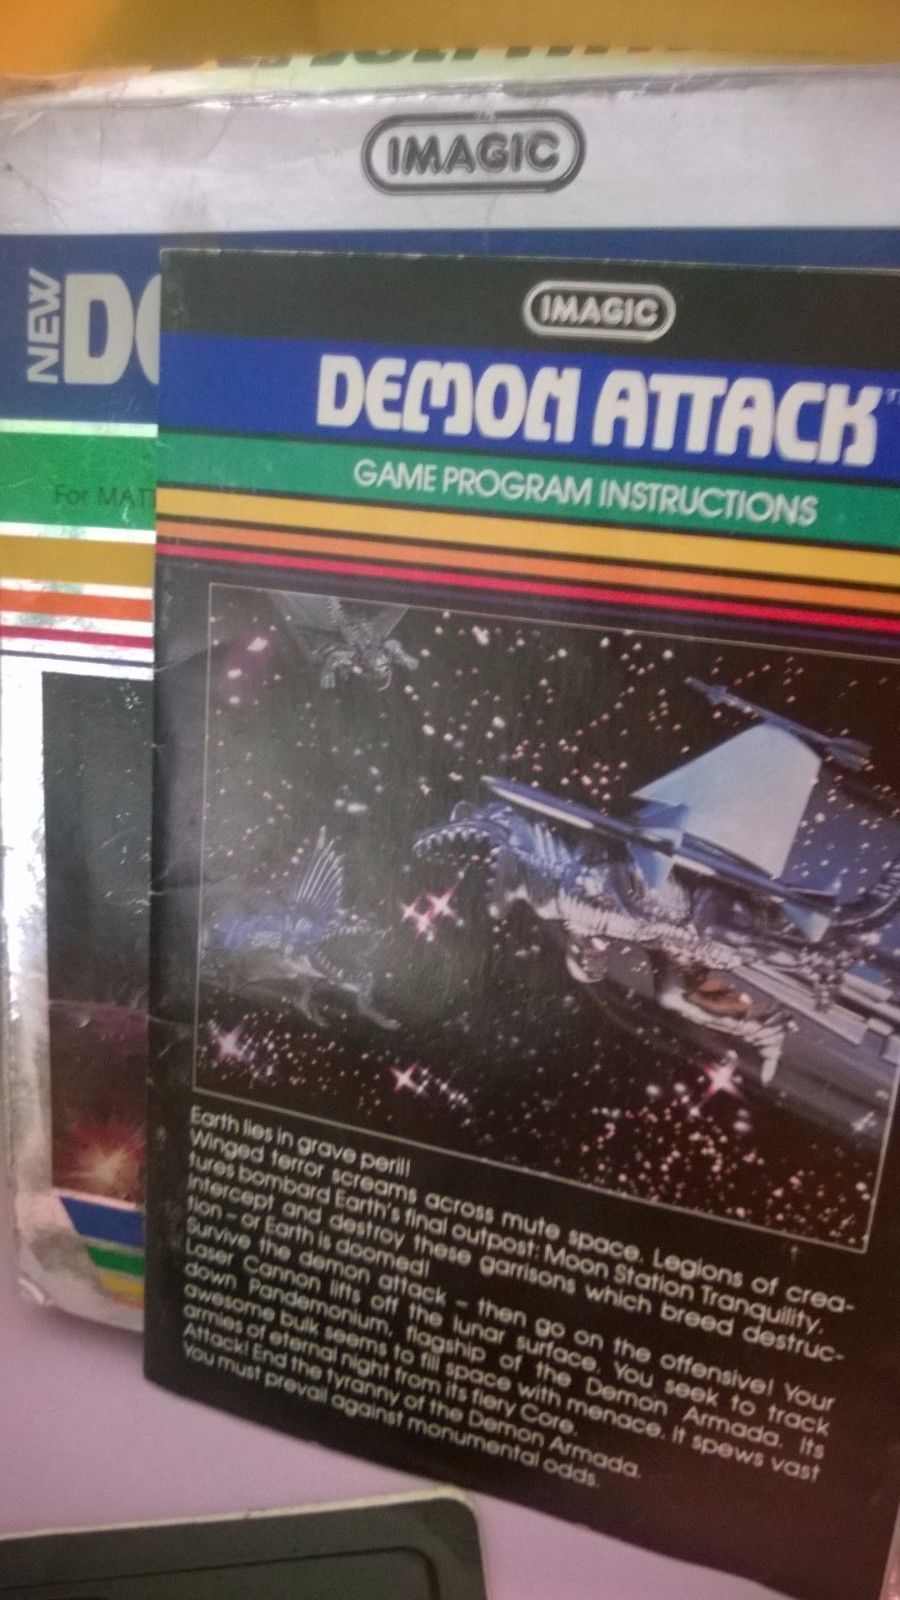 IMAGIC
NEW
IMAGIC
DEMON ATTACK
GAME PROGRAM INSTRUCTIONS
For MAT
Earth lies in grave peril!
Winged terror screams across mute space. Legions of crea-
tures bombard Earth's final outpost: Moon Station Tranquility.
Intercept and destroy these garrisons which breed destruc-
tion – or Earth is doomed!
Survive the demon attack – then go on the offensive! Your
Laser Cannon lifts off the lunar surface. You seek to track
down Pandemonium, flagship of the Demon Armada. Its
awesome bulk seems to fill space with menace. It spews vast
armies of eternal night from its fiery Core.
Attack! End the tyranny of the Demon Armada.
You must prevail against monumental odds.